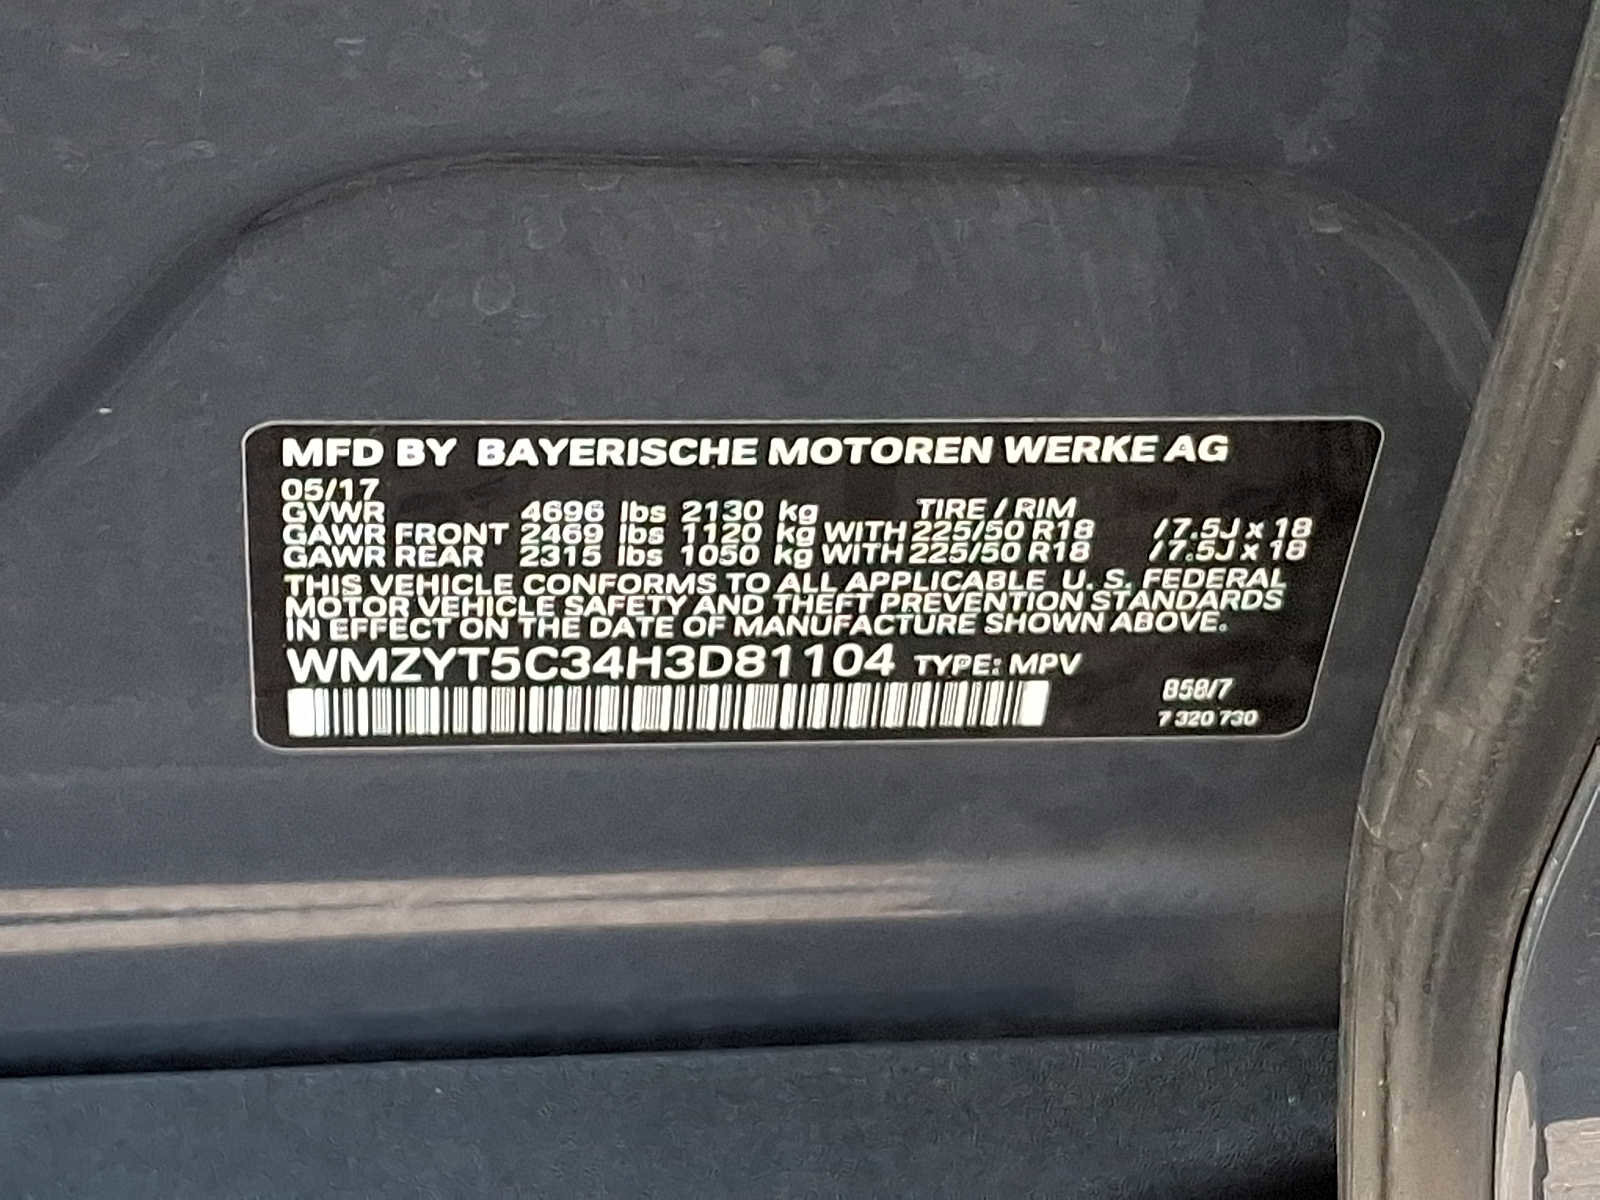 MFD BY BAYERISCHE MOTOREN WERKE AG
05/17
GVWR 4696 lbs 2130 kg TIRE / RIM
GAWR FRONT 2469 lbs 1120 kg WITH 225/50 R18 /7.5J x 18
GAWR REAR 2315 lbs 1050 kg WITH 225/50 R18 /7.5J x 18
THIS VEHICLE CONFORMS TO ALL APPLICABLE U. S. FEDERAL
MOTOR VEHICLE SAFETY AND THEFT PREVENTION STANDARDS
IN EFFECT ON THE DATE OF MANUFACTURE SHOWN ABOVE.
WMZYT5C34H3D81104 TYPE: MPV
B58/7
7 320 730